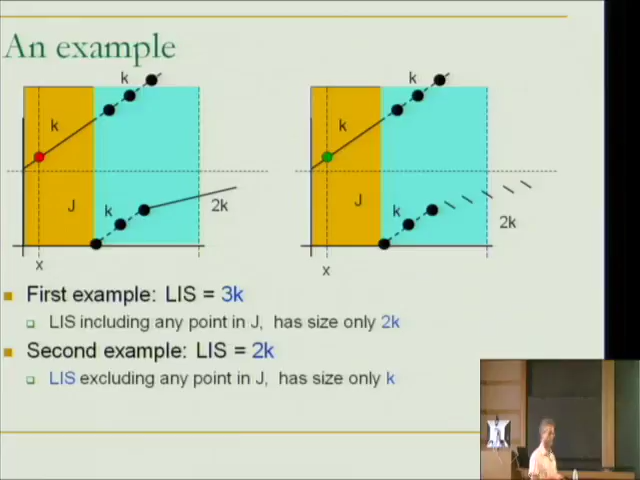 An example
k
k
J
k
2k
x
k
k
J
k
2k
x
First example: LIS = 3k
LIS including any point in J, has size only 2k
Second example: LIS = 2k
LIS excluding any point in J, has size only k